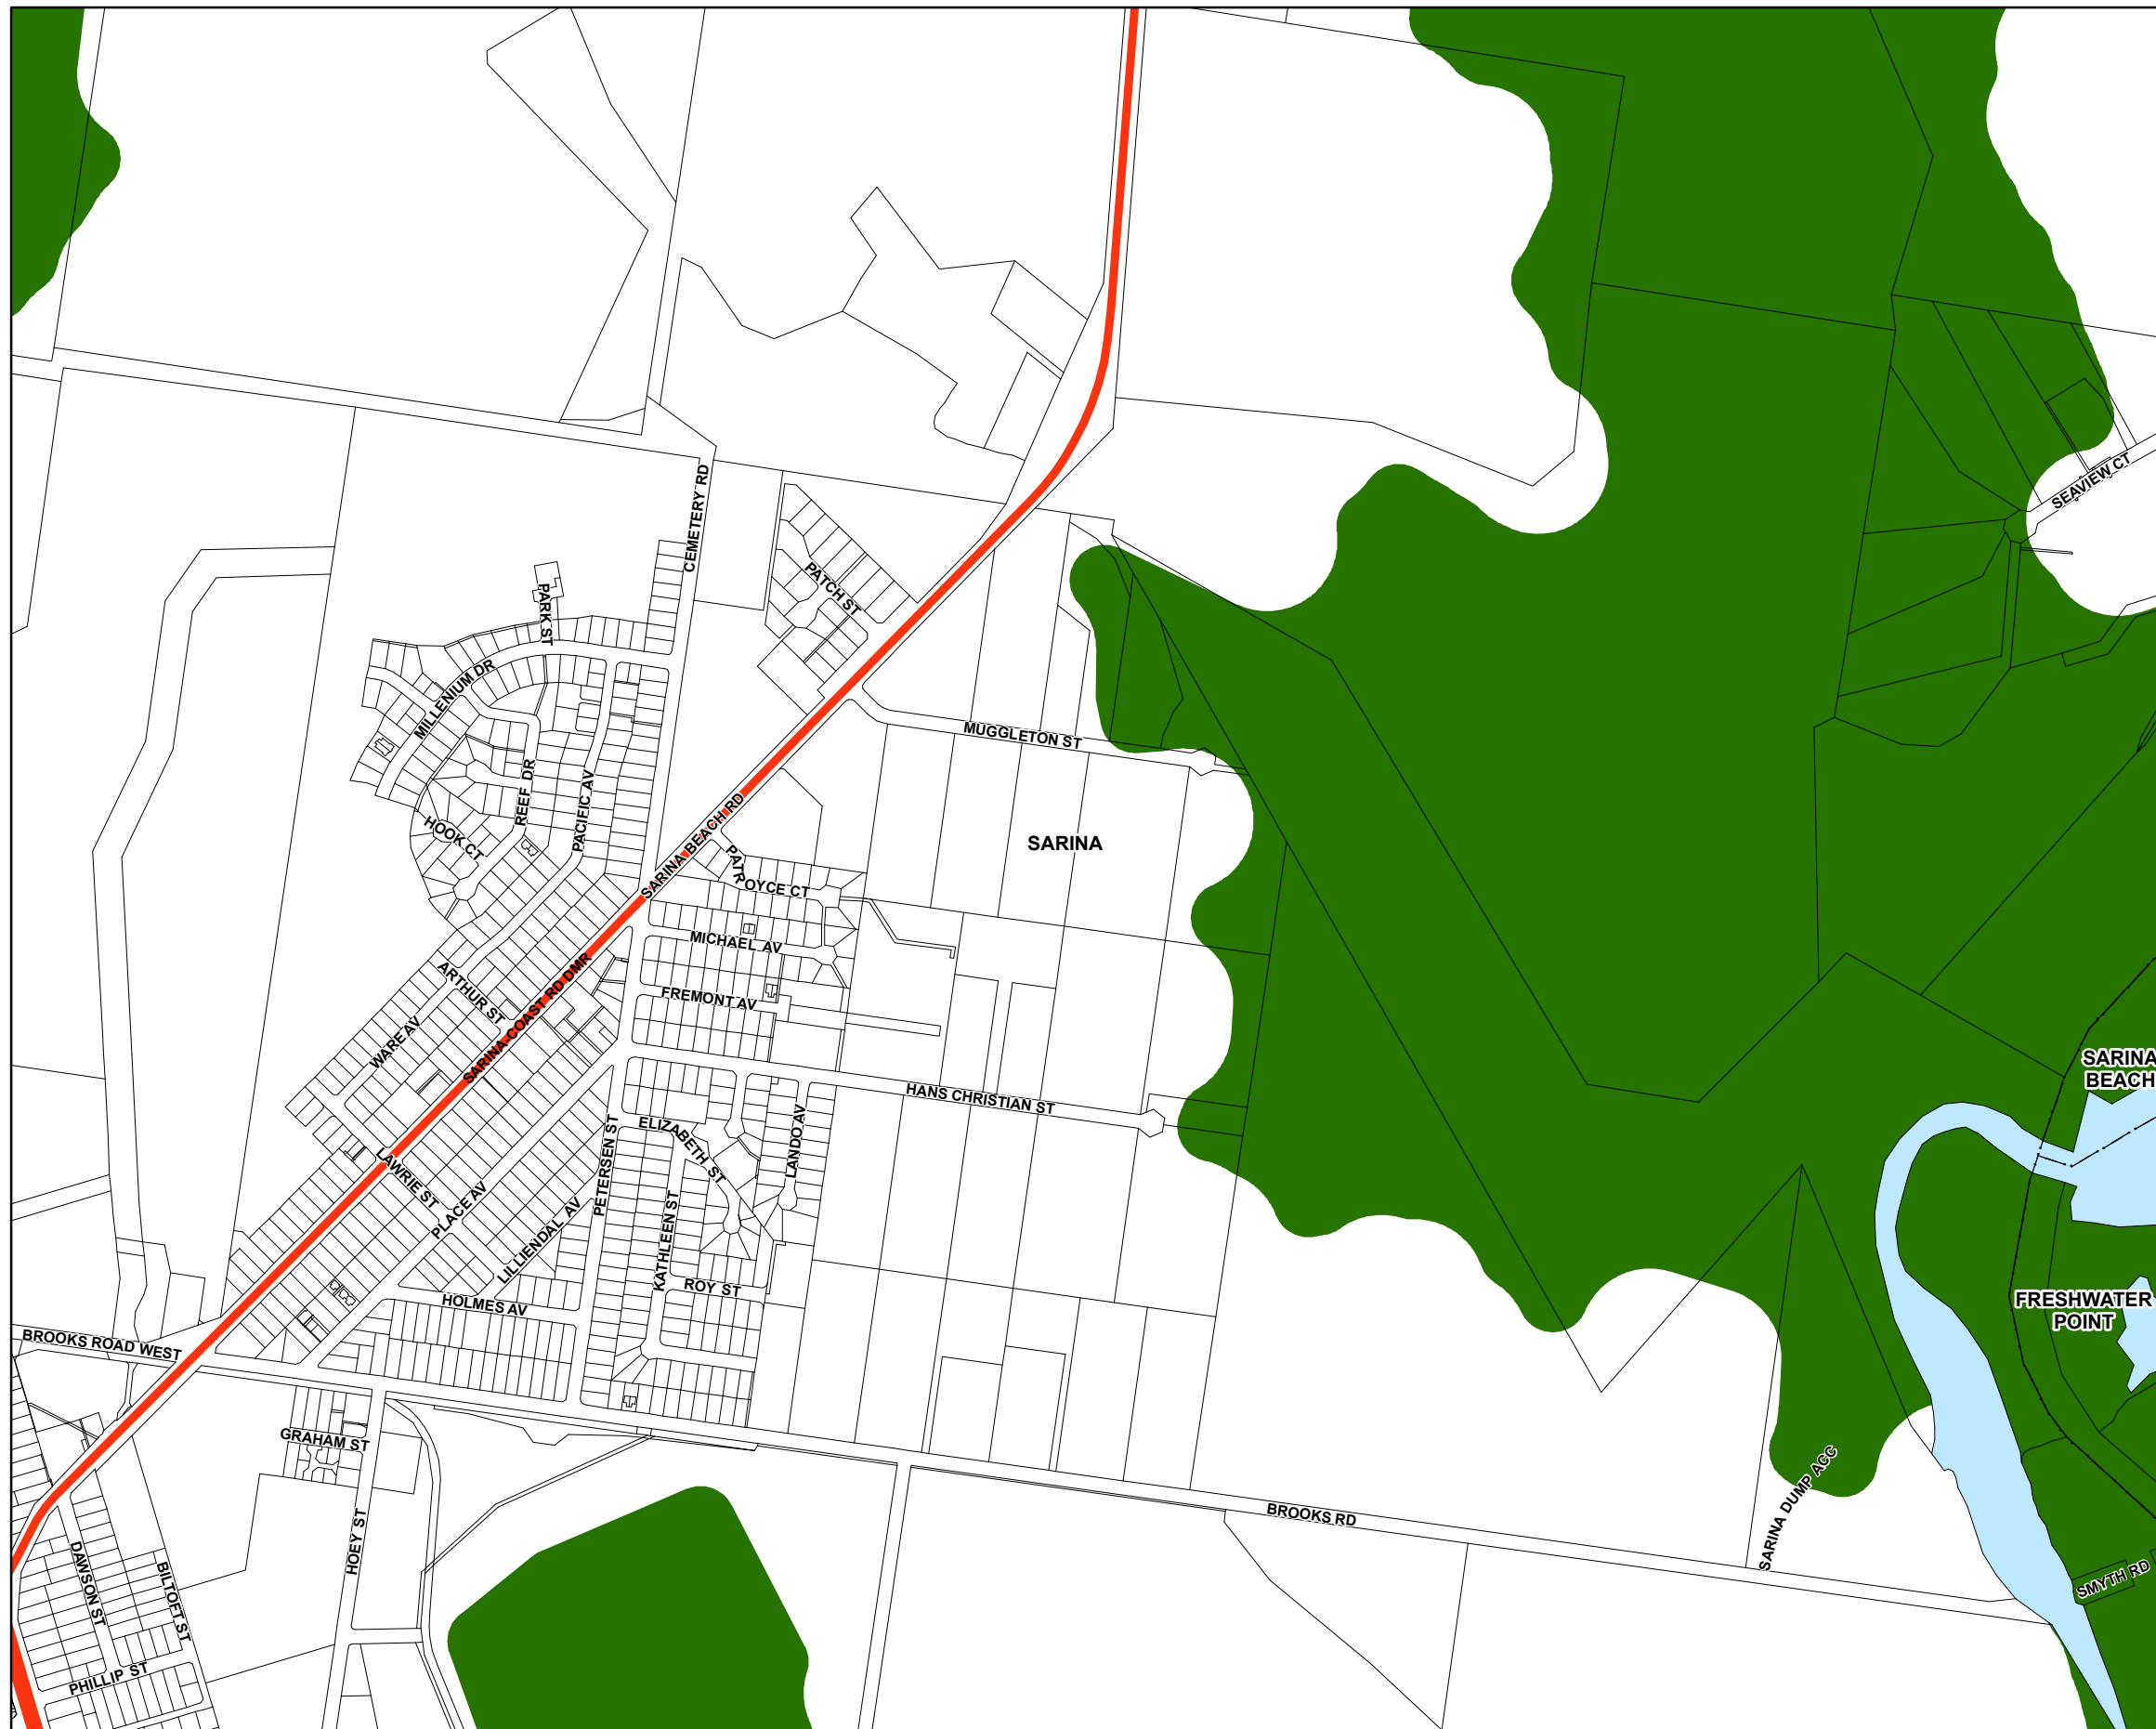 SEAVIEW CT
CEMETERY RD
PATCH ST
PARK ST
MILLENIUM DR
MUGGLETON ST
REEF DR
PACIFIC AV
HOOK CT
SARINA BEACH RD
SARINA
PATR
OYCE CT
MICHAEL AV
ARTHUR ST
FREMONT AV
SARINA-COAST RD DMR
WARE AV
SARINA
BEACH
HANS CHRISTIAN ST
ELIZABETH ST
LANDO AV
PETERSEN ST
LAWRIE ST
PLACE AV
LILLIENDAL AV
KATHLEEN ST
ROY ST
HOLMES AV
FRESHWATER
POINT
BROOKS ROAD WEST
GRAHAM ST
HOEY ST
BROOKS RD
SARINA DUMP ACC
SMYTH RD
DAWSON ST
BILTOFT ST
PHILLIP ST